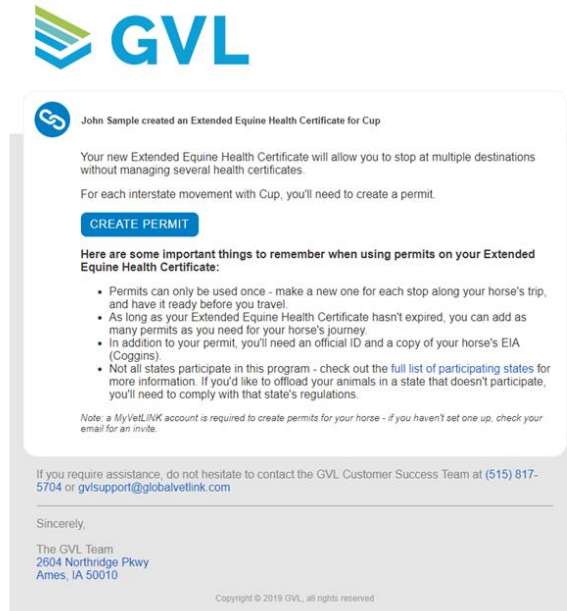 GVL
John Sample created an Extended Equine Health Certificate for Cup
Your new Extended Equine Health Certificate will allow you to stop at multiple destinations
without managing several health certificates.
For each interstate movement with Cup, you'll need to create a permit.
CREATE PERMIT
Here are some important things to remember when using permits on your Extended
Equine Health Certificate:
• Permits can only be used once - make a new one for each stop along your horse's trip,
and have it ready before you travel.
• As long as your Extended Equine Health Certificate hasn't expired, you can add as
many permits as you need for your horse's journey.
• In addition to your permit, you'll need an official ID and a copy of your horse's EIA
(Coggins).
• Not all states participate in this program - check out the full list of participating states for
more information. If you'd like to offload your animals in a state that doesn't participate,
you'll need to comply with that state's regulations.
Note: a MyVetLINK account is required to create permits for your horse - if you haven't set one up, check your
email for an invite.
If you require assistance, do not hesitate to contact the GVL Customer Success Team at (515) 817-
5704 or gvlsupport@globalvetlink.com
Sincerely,
The GVL Team
2604 Northridge Pkwy
Ames, IA 50010
Copyright © 2019 GVL, all rights reserved